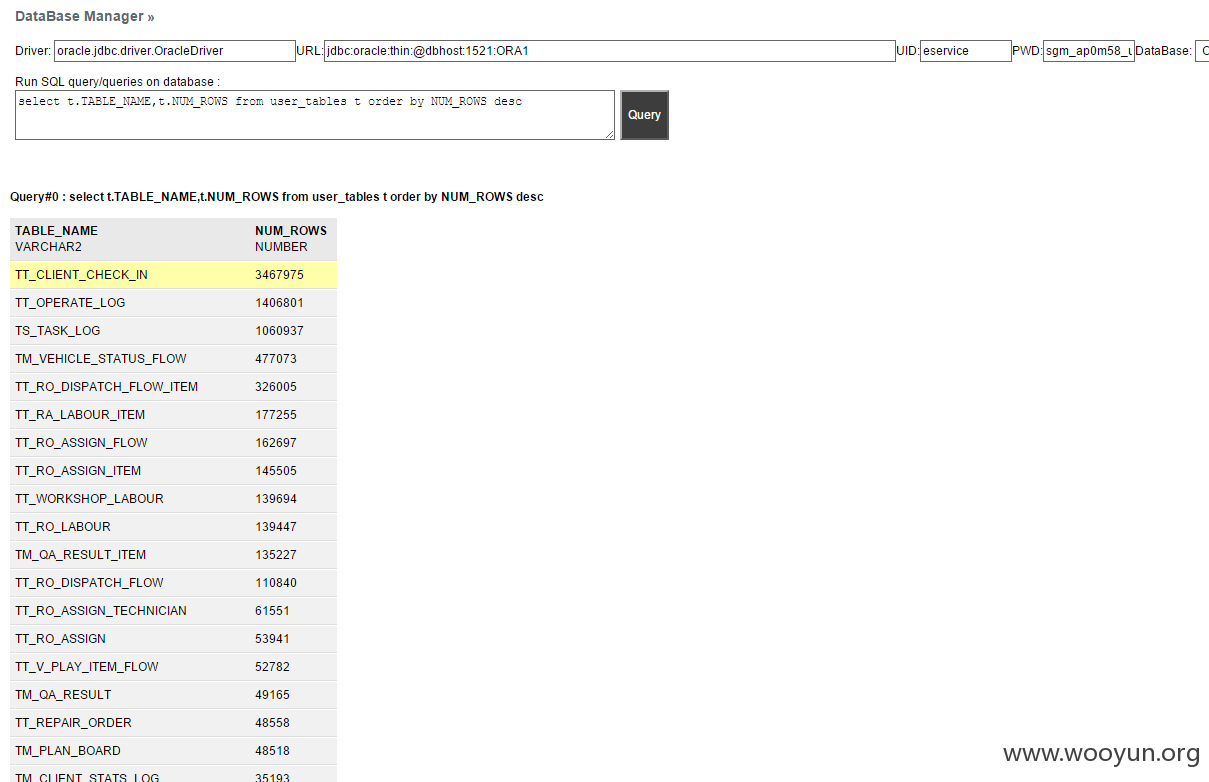 DataBase Manager »
Driver: oracle.jdbc.driver.OracleDriver URL: jdbc:oracle:thin:@dbhost:1521:ORA1 UID: eservice PWD: sgm_ap0m58_ DataBase:
Run SQL query/queries on database :
select t.TABLE_NAME,t.NUM_ROWS from user_tables t order by NUM_ROWS desc
Query
Query#0 : select t.TABLE_NAME,t.NUM_ROWS from user_tables t order by NUM_ROWS desc
TABLE_NAME NUM_ROWS
VARCHAR2 NUMBER
TT_CLIENT_CHECK_IN 3467975
TT_OPERATE_LOG 1406801
TS_TASK_LOG 1060937
TM_VEHICLE_STATUS_FLOW 477073
TT_RO_DISPATCH_FLOW_ITEM 326005
TT_RA_LABOUR_ITEM 177255
TT_RO_ASSIGN_FLOW 162697
TT_RO_ASSIGN_ITEM 145505
TT_WORKSHOP_LABOUR 139694
TT_RO_LABOUR 139447
TM_QA_RESULT_ITEM 135227
TT_RO_DISPATCH_FLOW 110840
TT_RO_ASSIGN_TECHNICIAN 61551
TT_RO_ASSIGN 53941
TT_V_PLAY_ITEM_FLOW 52782
TM_QA_RESULT 49165
TT_REPAIR_ORDER 48558
TM_PLAN_BOARD 48518
TM_CLIENT_STATS_LOG 35193
www.wooyun.org